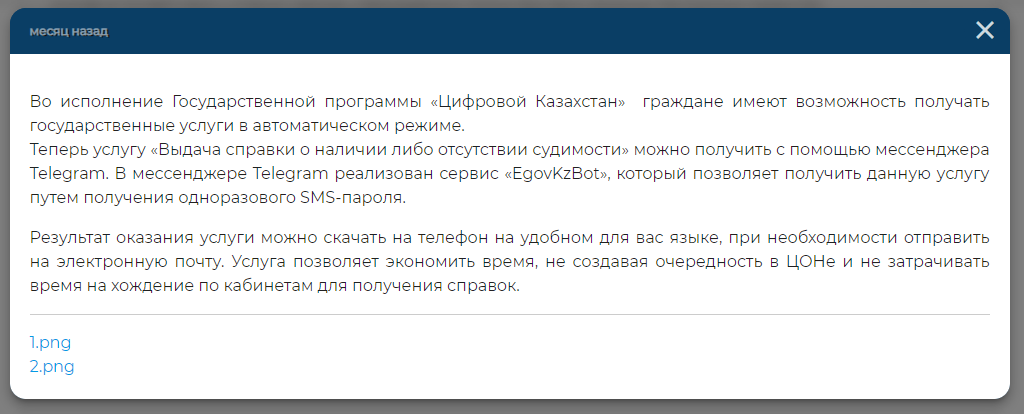 месяц назад
Во исполнение Государственной программы «Цифровой Казахстан» граждане имеют возможность получать
государственные услуги в автоматическом режиме.
Теперь услугу «Выдача справки о наличии либо отсутствии судимости» можно получить с помощью мессенджера
Telegram. В мессенджере Telegram реализован сервис «EgovKzBot», который позволяет получить данную услугу
путем получения одноразового SMS-пароля.
Результат оказания услуги можно скачать на телефон на удобном для вас языке, при необходимости отправить
на электронную почту. Услуга позволяет экономить время, не создавая очередность в ЦОНе и не затрачивать
время на хождение по кабинетам для получения справок.
1.png
2.png